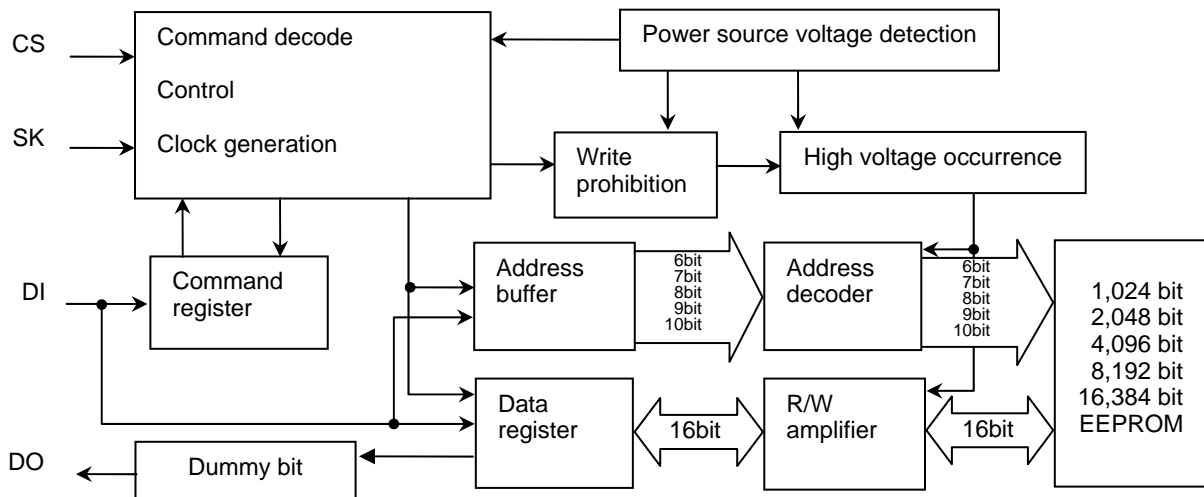 CS
Command decode
Control
SK
Clock generation
Power source voltage detection
Write
prohibition
High voltage occurrence
DI
Command
register
Address
buffer
6bit
7bit
8bit
9bit
10bit
Address
decoder
6bit
7bit
8bit
9bit
10bit
1,024 bit
2,048 bit
4,096 bit
8,192 bit
16,384 bit
EEPROM
Data
register
16bit
R/W
amplifier
16bit
DO
Dummy bit